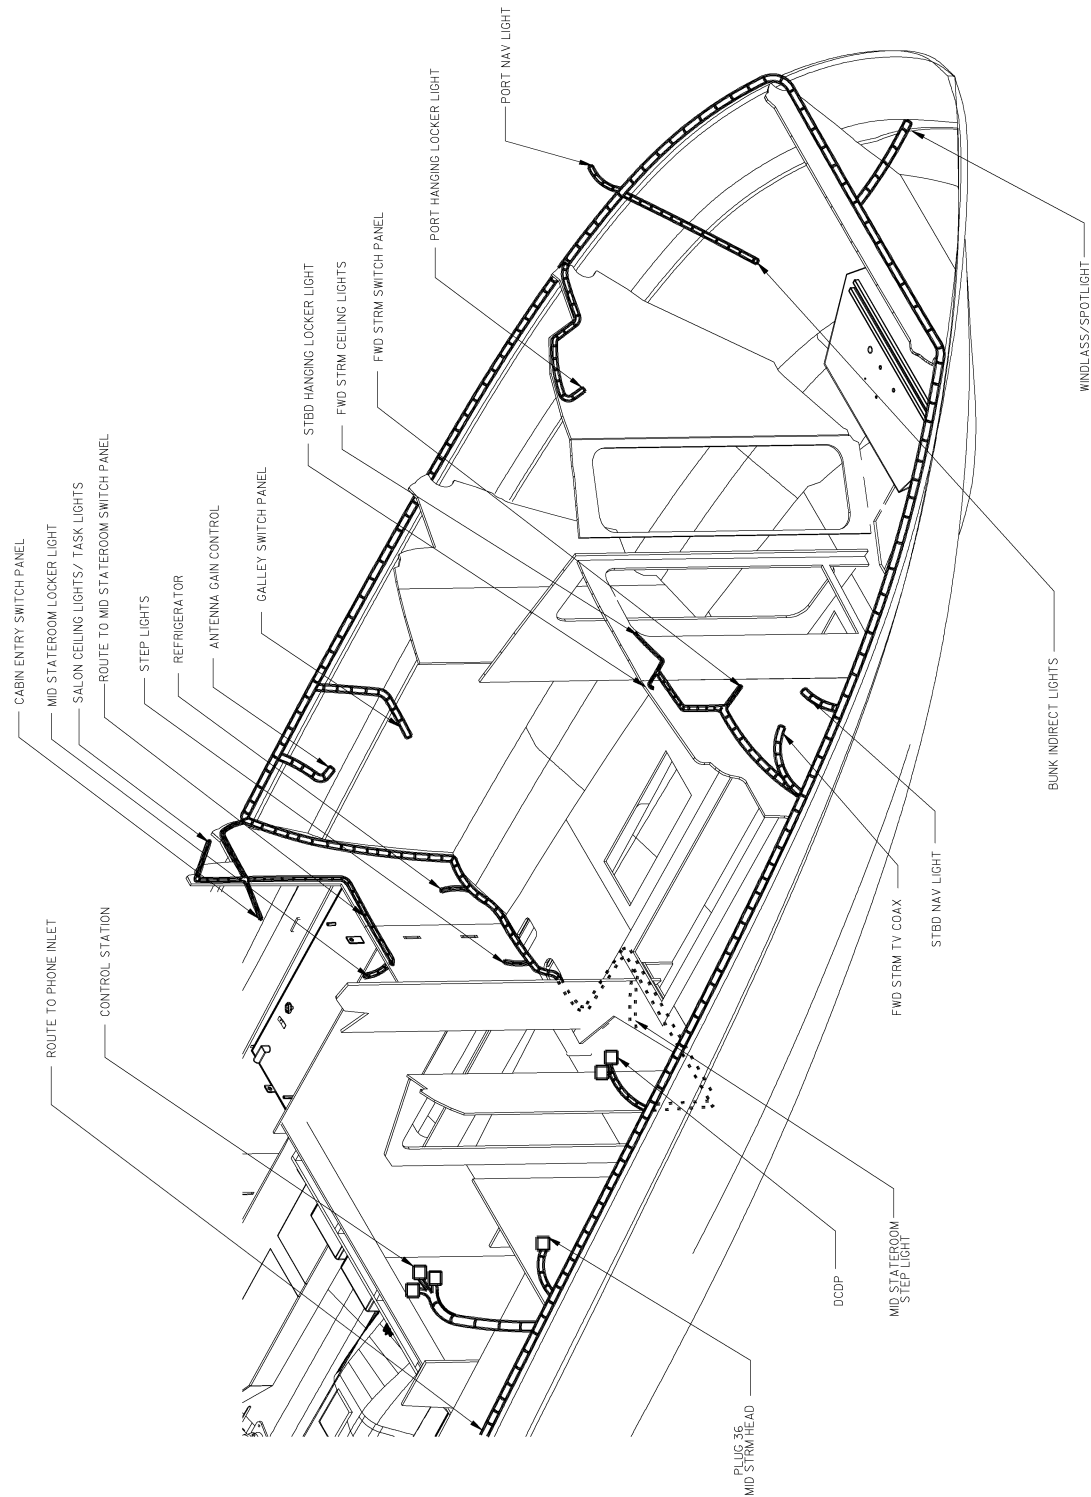 CABIN ENTRY SWITCH PANEL
MID STATEROOM LOCKER LIGHT
SALON CEILING LIGHTS/ TASK LIGHTS
ROUTE TO MID STATEROOM SWITCH PANEL
STEP LIGHTS
REFRIGERATOR
ANTENNA GAIN CONTROL
GALLEY SWITCH PANEL
STBD HANGING LOCKER LIGHT
FWD STRM CEILING LIGHTS
FWD STRM SWITCH PANEL
PORT HANGING LOCKER LIGHT
PORT NAV LIGHT
ROUTE TO PHONE INLET
CONTROL STATION
PLUG 36
MID STRM HEAD
DCDP
MID STATEROOM
STEP LIGHT
FWD STRM TV COAX
STBD NAV LIGHT
BUNK INDIRECT LIGHTS
WINDLASS/SPOTLIGHT